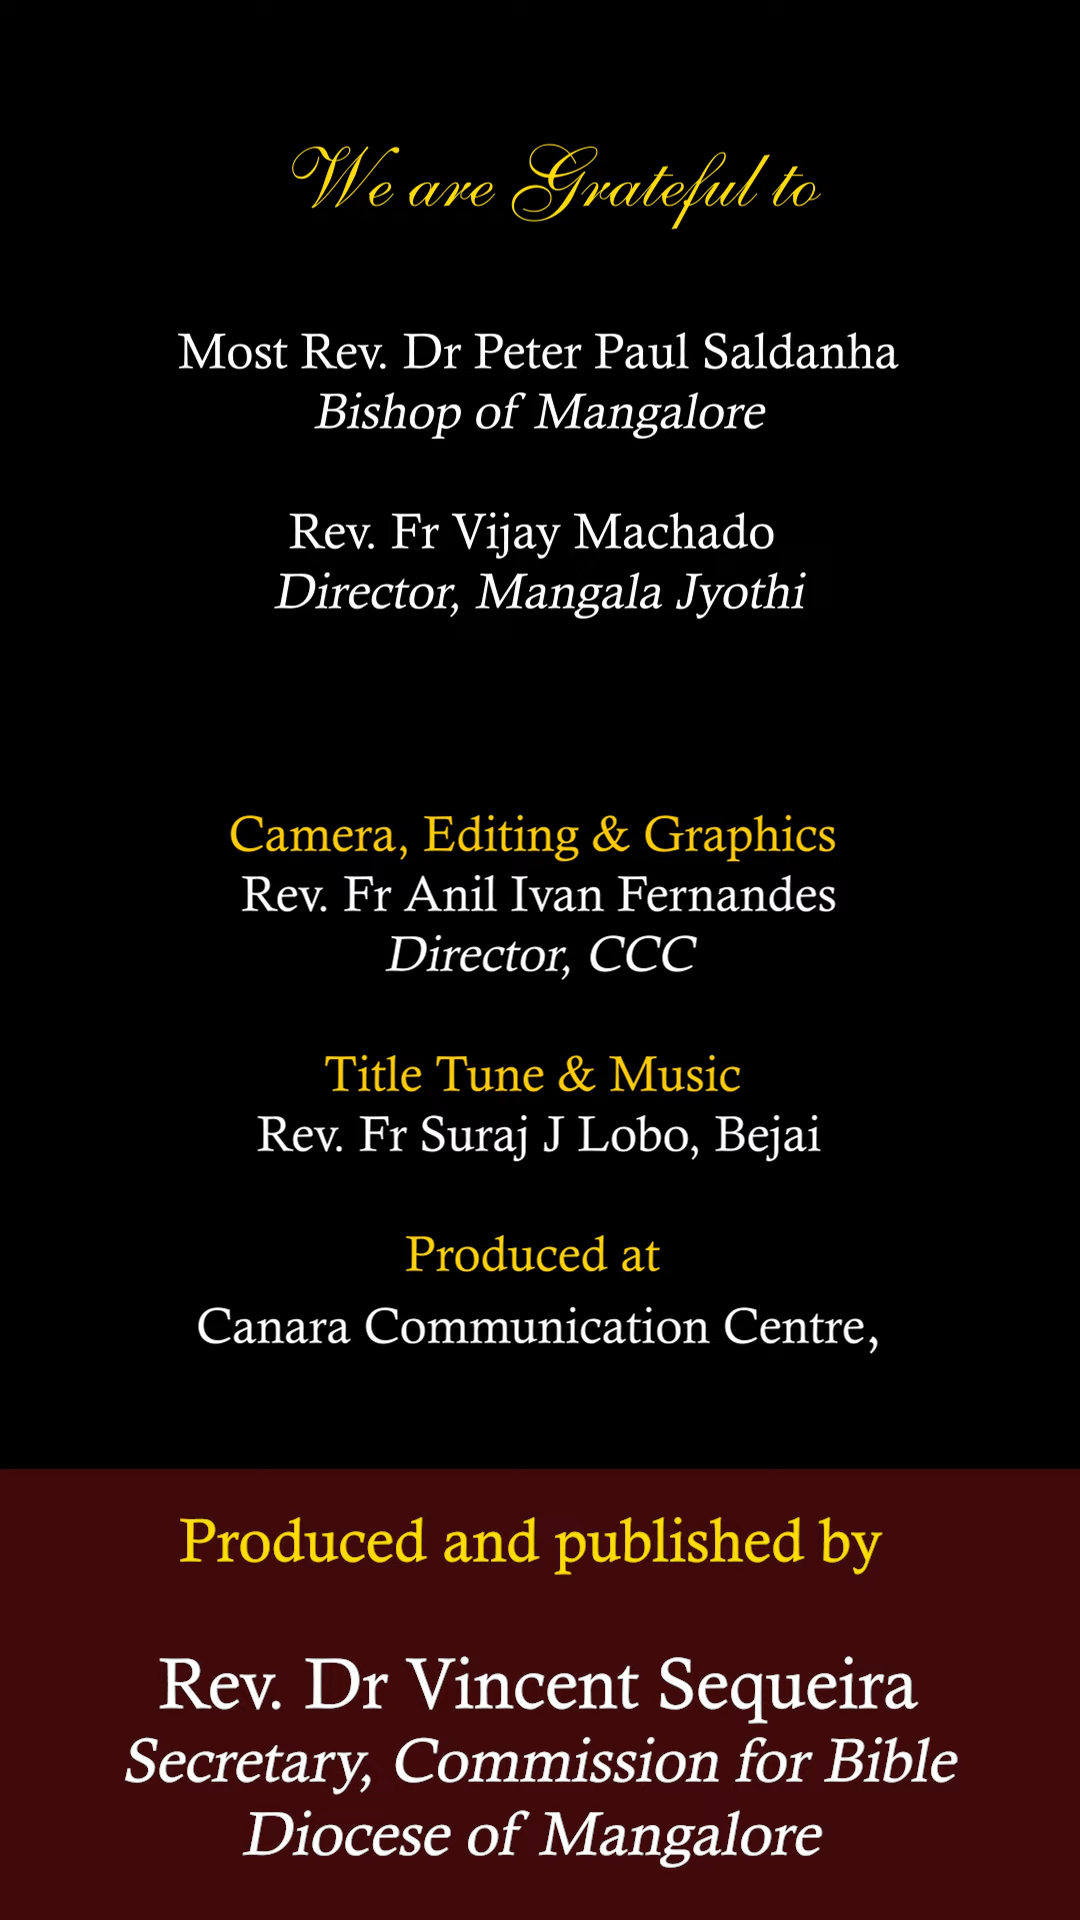 We are Grateful to
Most Rev. Dr Peter Paul Saldanha
Bishop of Mangalore
Rev. Fr Vijay Machado
Director, Mangala Jyothi
Camera, Editing & Graphics
Rev. Fr Anil Ivan Fernandes
Director, CCC
Title Tune & Music
Rev. Fr Suraj J Lobo, Bejai
Produced at
Canara Communication Centre,
Produced and published by
Rev. Dr Vincent Sequeira
Secretary, Commission for Bible
Diocese of Mangalore